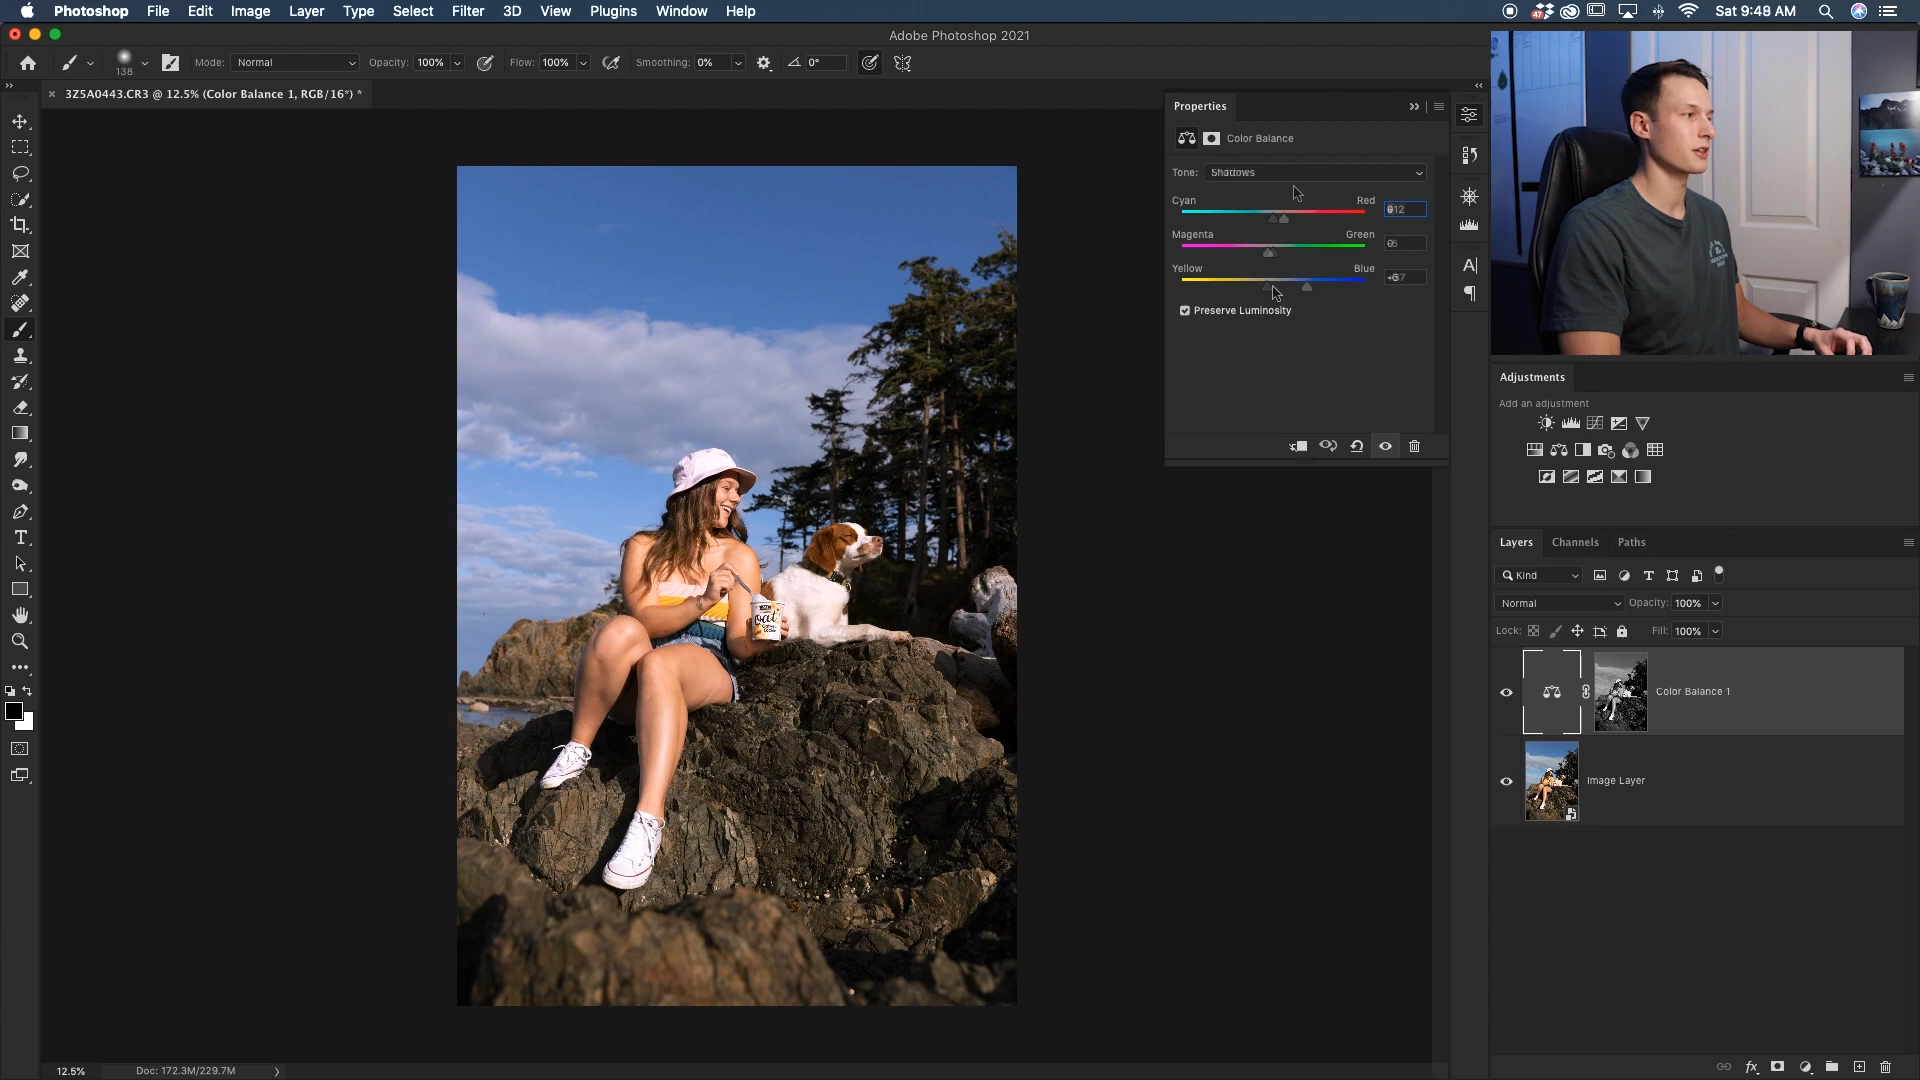 Photoshop File Edit Image Layer Type Select Filter 3D View Plugins Window Help
47
Sat 9:48 AM
Adobe Photoshop 2021
138
Mode: Normal
Opacity: 100%
Flow: 100%
Smoothing: 0%
0°
3Z5A0443.CR3 @ 12.5% (Color Balance 1, RGB/16*) *
Properties
Color Balance
Tone: Shadows
Cyan Red
Magenta Green
Yellow Blue
Preserve Luminosity
oat
Adjustments
Add an adjustment
Layers Channels Paths
Kind
Normal Opacity: 100%
Lock: Fill: 100%
Color Balance 1
Image Layer
12.5% Doc: 172.3M/229.7M